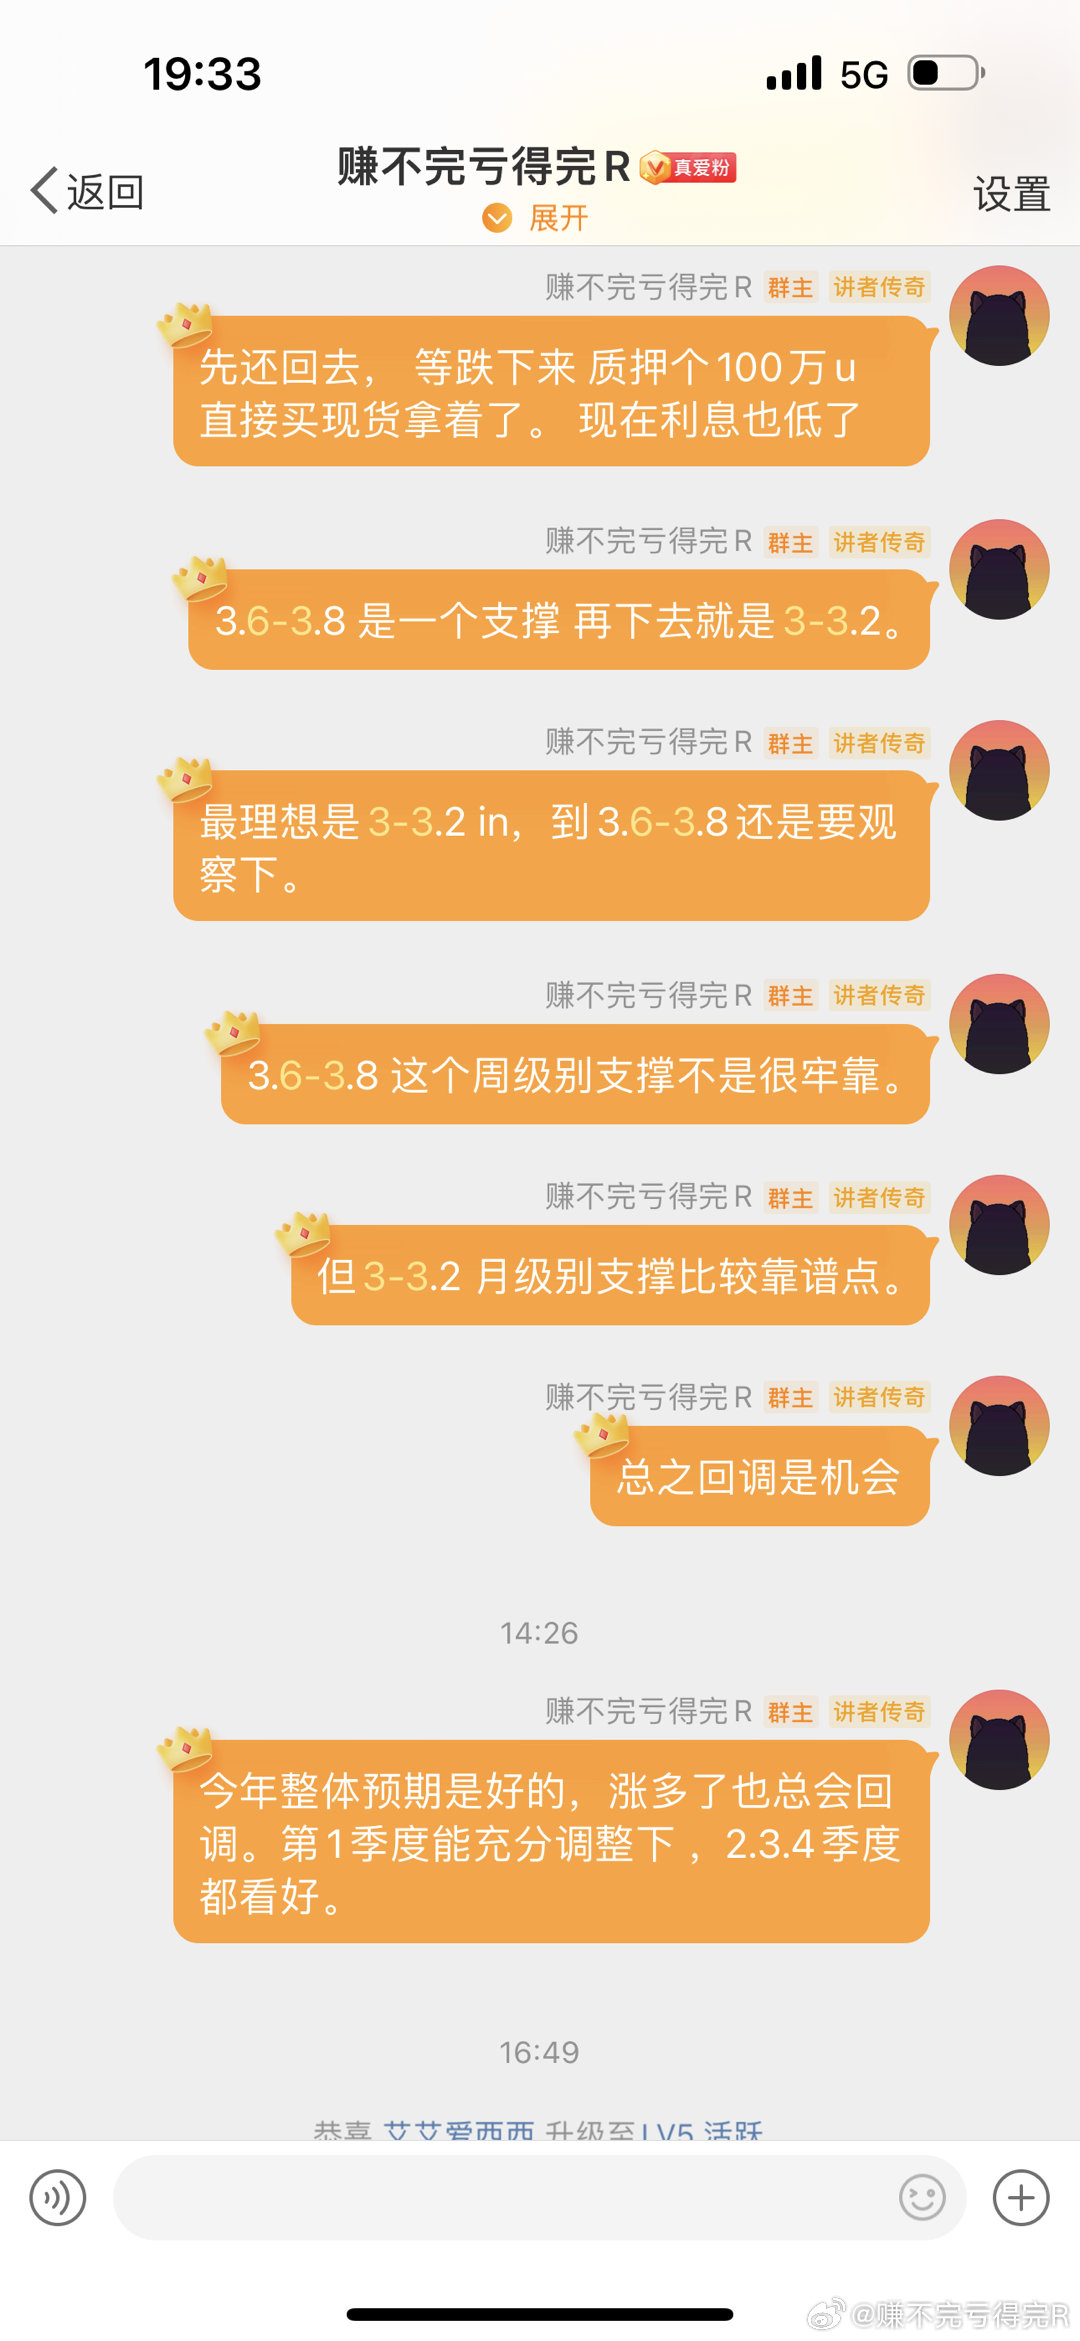 19:33
5G
返回
赚不完亏得完R
真爱粉
展开
设置
赚不完亏得完R 群主 讲者传奇
先还回去， 等跌下来 质押个100万u
直接买现货拿着了。 现在利息也低了
赚不完亏得完R 群主 讲者传奇
3.6-3.8 是一个支撑 再下去就是3-3.2。
赚不完亏得完R 群主 讲者传奇
最理想是3-3.2 in，到3.6-3.8还是要观
察下。
赚不完亏得完R 群主 讲者传奇
3.6-3.8 这个周级别支撑不是很牢靠。
赚不完亏得完R 群主 讲者传奇
但3-3.2 月级别支撑比较靠谱点。
赚不完亏得完R 群主 讲者传奇
总之回调是机会
14:26
赚不完亏得完R 群主 讲者传奇
今年整体预期是好的，涨多了也总会回
调。第1季度能充分调整下 ，2.3.4季度
都看好。
16:49
恭喜 艾艾爱西西 升级至LV5 活跃
@赚不完亏得完R